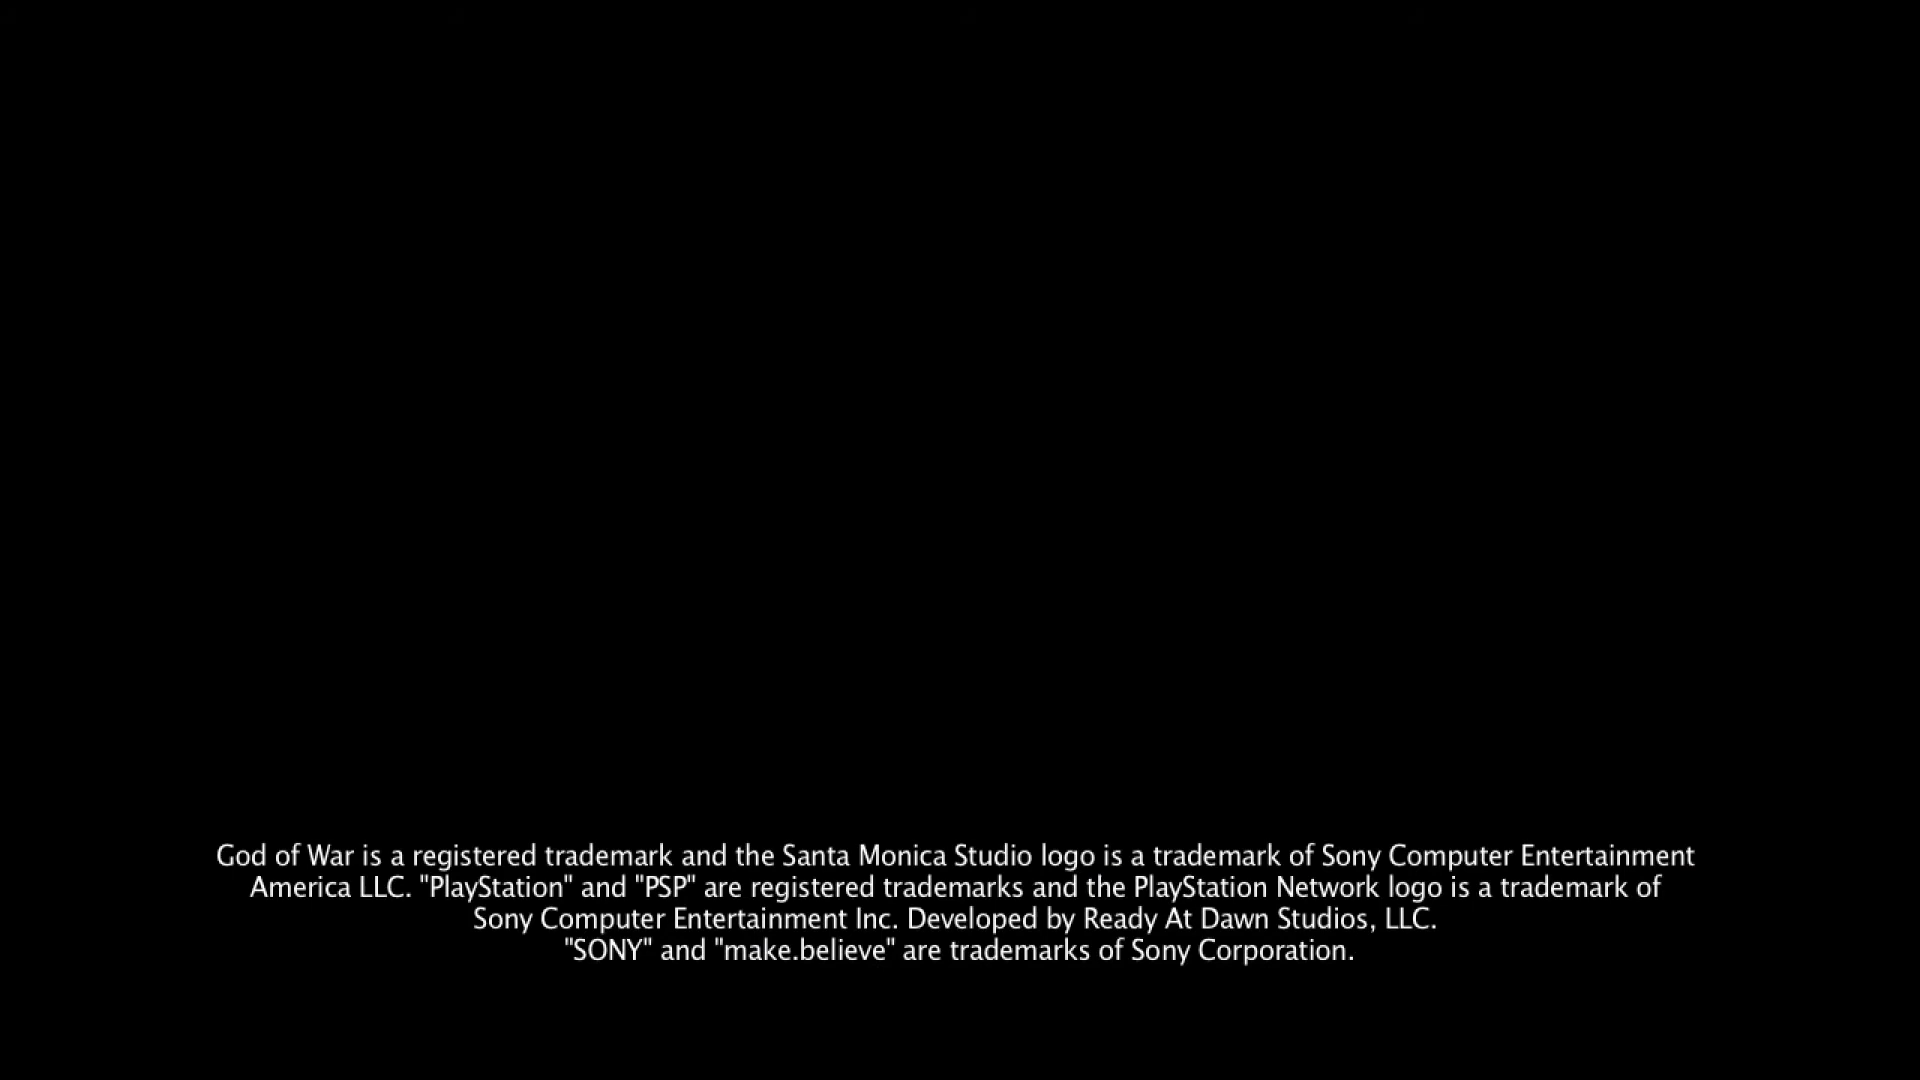 God of War is a registered trademark and the Santa Monica Studio logo is a trademark of Sony Computer Entertainment
America LLC. "PlayStation" and "PSP" are registered trademarks and the PlayStation Network logo is a trademark of
Sony Computer Entertainment Inc. Developed by Ready At Dawn Studios, LLC.
"SONY" and "make.believe" are trademarks of Sony Corporation.